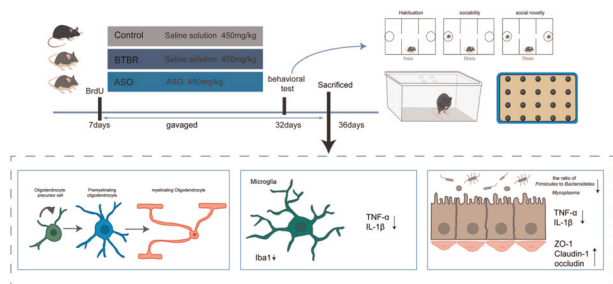 Control Saline solution 450mg/kg
BTBR Saline solution 450mg/kg
ASO ASO 450mg/kg
BrdU
behavioral
test
Sacrificed
7days
gavaged
32days
36days
Habituation
sociability
social novelty
5min
10min
10min
Oligodendrocyte
precursor cell
Premyelinating
oligodendrocyte
myelinating Oligodendrocyte
Microglia
TNF-α
IL-1β ↓
Iba1↓
the ratio of
Firmicutes to Bacteroidetes
Mycoplasma
TNF-α
IL-1β ↓
ZO-1
Claudin-1
occludin ↑